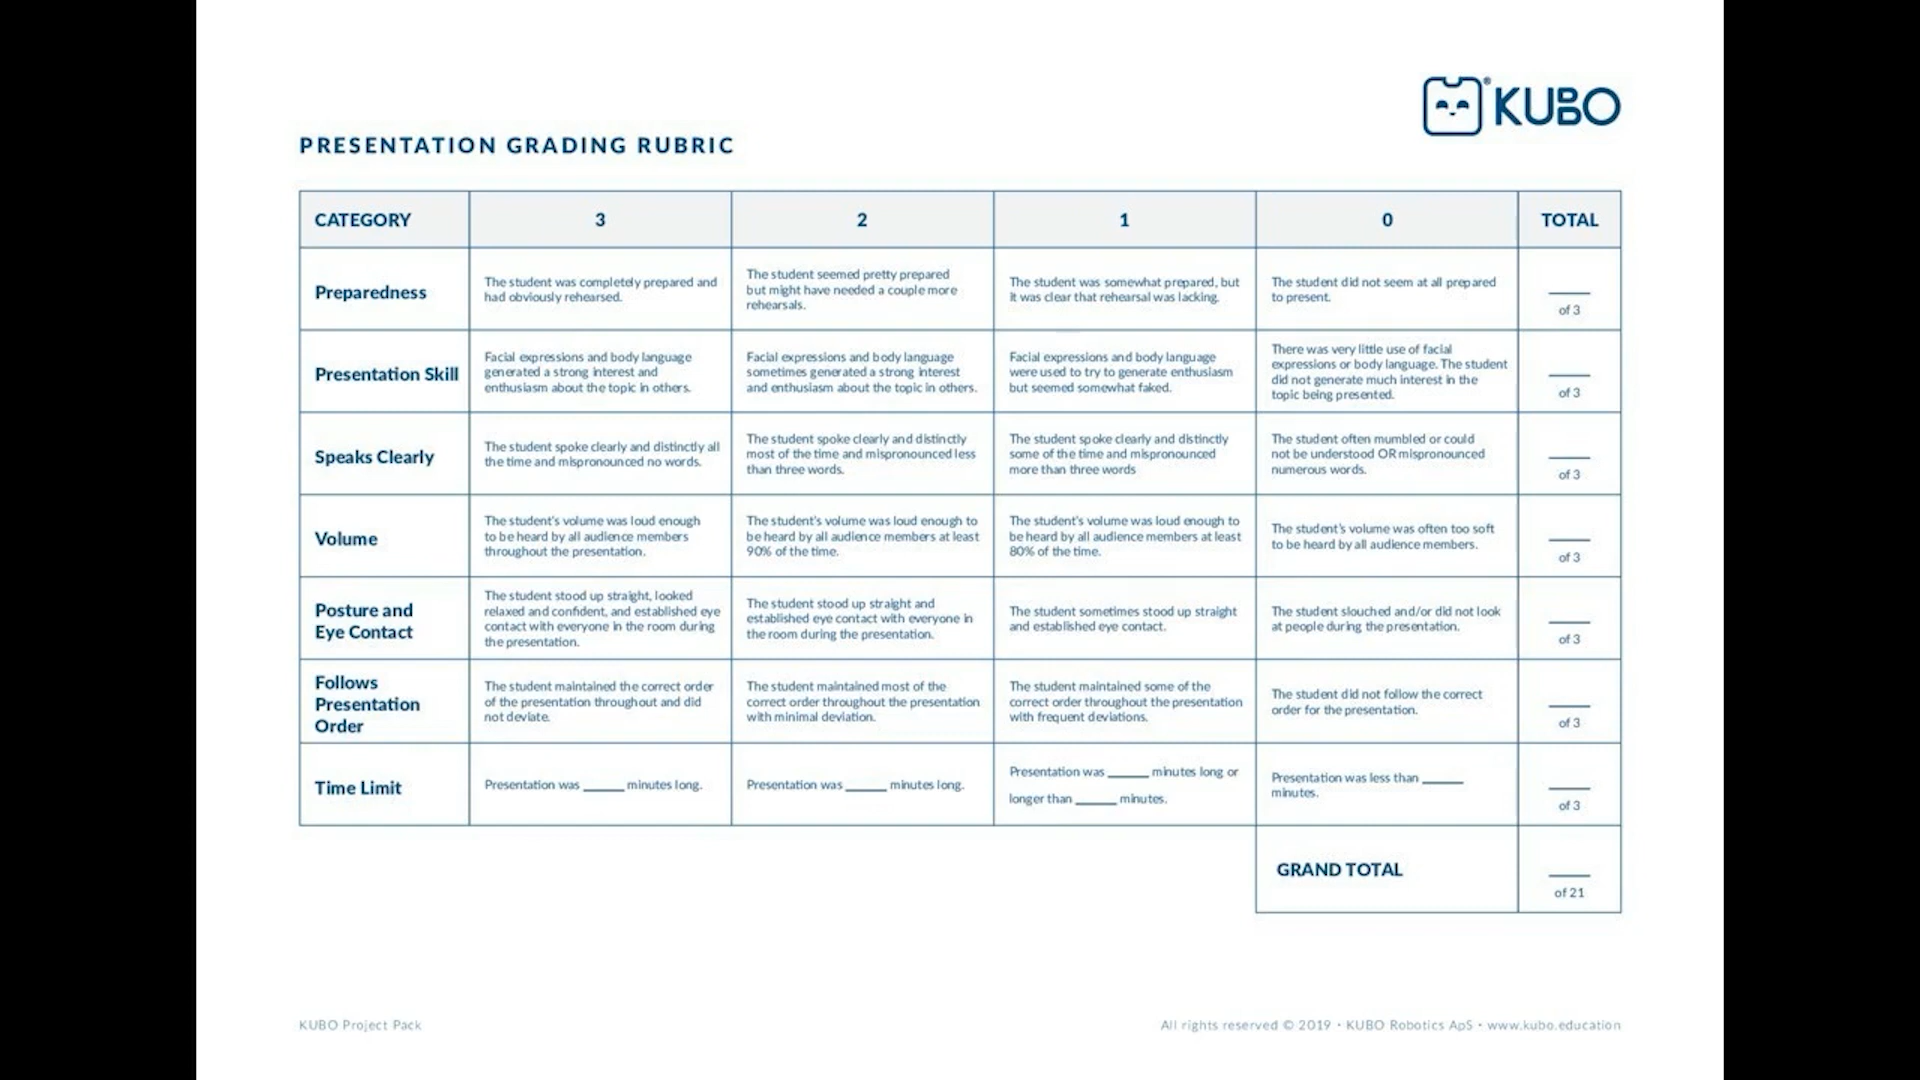 KUBO
PRESENTATION GRADING RUBRIC
CATEGORY 3 2 1 0 TOTAL
Preparedness
The student was completely prepared and
had obviously rehearsed.
The student seemed pretty prepared
but might have needed a couple more
rehearsals.
The student was somewhat prepared, but
it was clear that rehearsal was lacking.
The student did not seem at all prepared
to present.
____
of 3
Presentation Skill
Facial expressions and body language
generated a strong interest and
enthusiasm about the topic in others.
Facial expressions and body language
sometimes generated a strong interest
and enthusiasm about the topic in others.
Facial expressions and body language
were used to try to generate enthusiasm
but seemed somewhat faked.
There was very little use of facial
expressions or body language. The student
did not generate much interest in the
topic being presented.
____
of 3
Speaks Clearly
The student spoke clearly and distinctly all
the time and mispronounced no words.
The student spoke clearly and distinctly
most of the time and mispronounced less
than three words.
The student spoke clearly and distinctly
some of the time and mispronounced
more than three words
The student often mumbled or could
not be understood OR mispronounced
numerous words.
____
of 3
Volume
The student's volume was loud enough
to be heard by all audience members
throughout the presentation.
The student's volume was loud enough to
be heard by all audience members at least
90% of the time.
The student's volume was loud enough to
be heard by all audience members at least
80% of the time.
The student's volume was often too soft
to be heard by all audience members.
____
of 3
Posture and
Eye Contact
The student stood up straight, looked
relaxed and confident, and established eye
contact with everyone in the room during
the presentation.
The student stood up straight and
established eye contact with everyone in
the room during the presentation.
The student sometimes stood up straight
and established eye contact.
The student slouched and/or did not look
at people during the presentation.
____
of 3
Follows
Presentation
Order
The student maintained the correct order
of the presentation throughout and did
not deviate.
The student maintained most of the
correct order throughout the presentation
with minimal deviation.
The student maintained some of the
correct order throughout the presentation
with frequent deviations.
The student did not follow the correct
order for the presentation.
____
of 3
Time Limit
Presentation was ____ minutes long.
Presentation was ____ minutes long.
Presentation was ____ minutes long or
longer than ____ minutes.
Presentation was less than ____
minutes.
____
of 3
GRAND TOTAL
____
of 21
KUBO Project Pack
All rights reserved © 2019 • KUBO Robotics ApS • www.kubo.education